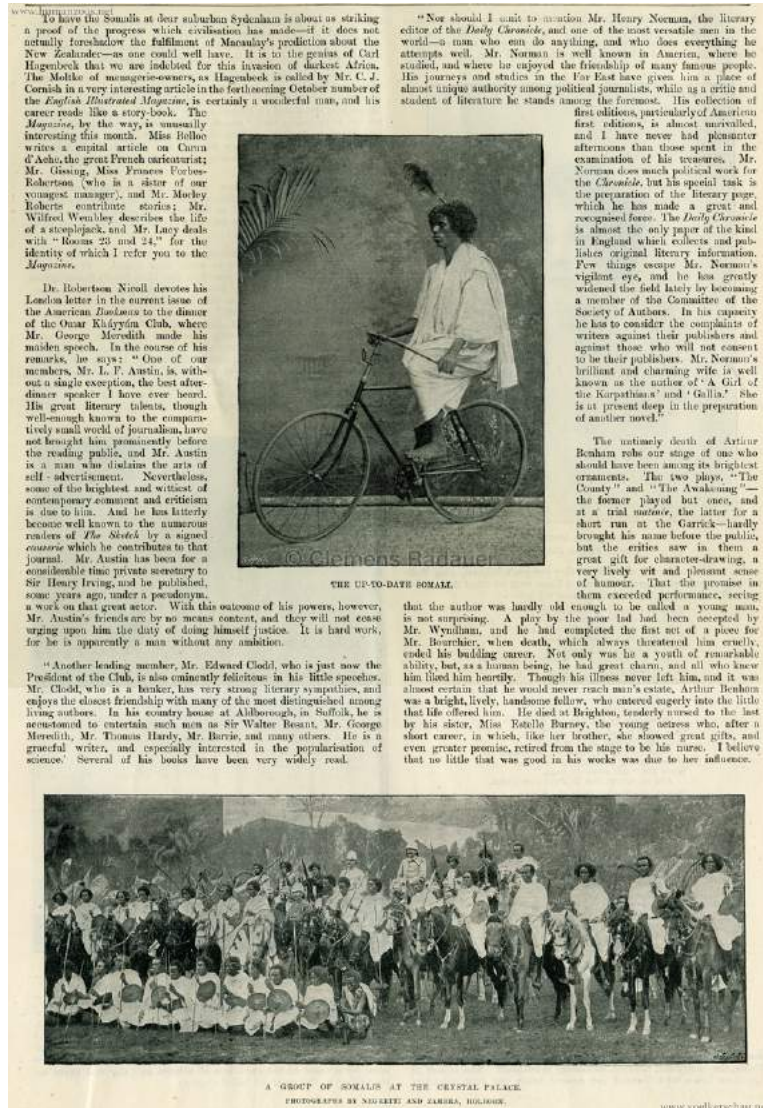 www.humanzoos.net
To have the Somalis at dear suburban Sydenham is about as striking
a proof of the progress which civilisation has made—if it does not
actually foreshadow the fulfilment of Macaulay's prediction about the
New Zealander—as one could well have. It is to the genius of Carl
Hagenbeck that we are indebted for this invasion of darkest Africa.
The Moltke of menagerie-owners, as Hagenbeck is called by Mr. C. J.
Cornish in a very interesting article in the forthcoming October number of
the English Illustrated Magazine, is certainly a wonderful man, and his
career reads like a story-book. The
Magazine, by the way, is unusually
interesting this month. Miss Belloc
writes a capital article on Caran
d'Ache, the great French caricaturist;
Mr. Gissing, Miss Frances Forbes-
Robertson (who is a sister of our
youngest manager), and Mr. Morley
Roberts contribute stories; Mr.
Wilfred Wembley describes the life
of a steeplejack, and Mr. Lucy deals
with "Rooms 23 and 24," for the
identity of which I refer you to the
Magazine.
Dr. Robertson Nicoll devotes his
London letter in the current issue of
the American Bookman to the dinner
of the Omar Kháyyám Club, where
Mr. George Meredith made his
maiden speech. In the course of his
remarks, he says: "One of our
members, Mr. L. F. Austin, is, with-
out a single exception, the best after-
dinner speaker I have ever heard.
His great literary talents, though
well-enough known to the compara-
tively small world of journalism, have
not brought him prominently before
the reading public, and Mr. Austin
is a man who disdains the arts of
self-advertisement. Nevertheless,
some of the brightest and wittiest of
contemporary comment and criticism
is due to him. And he has latterly
become well known to the numerous
readers of The Sketch by a signed
causerie which he contributes to that
journal. Mr. Austin has been for a
considerable time private secretary to
Sir Henry Irving, and he published,
some years ago, under a pseudonym,
a work on that great actor. With this outcome of his powers, however,
Mr. Austin's friends are by no means content, and they will not cease
urging upon him the duty of doing himself justice. It is hard work,
for he is apparently a man without any ambition.
"Another leading member, Mr. Edward Clodd, who is just now the
President of the Club, is also eminently felicitous in his little speeches.
Mr. Clodd, who is a banker, has very strong literary sympathies, and
enjoys the closest friendship with many of the most distinguished among
living authors. In his country house at Aldborough, in Suffolk, he is
accustomed to entertain such men as Sir Walter Besant, Mr. George
Meredith, Mr. Thomas Hardy, Mr. Barrie, and many others. He is a
graceful writer, and especially interested in the popularisation of
science.' Several of his books have been very widely read.
"Nor should I omit to mention Mr. Henry Norman, the literary
editor of the Daily Chronicle, and one of the most versatile men in the
world—a man who can do anything, and who does everything he
attempts well. Mr. Norman is well known in America, where he
studied, and where he enjoyed the friendship of many famous people.
His journeys and studies in the Far East have given him a place of
almost unique authority among political journalists, while as a critic and
student of literature he stands among the foremost. His collection of
first editions, particularly of American
first editions, is almost unrivalled,
and I have never had pleasanter
afternoons than those spent in the
examination of his treasures. Mr.
Norman does much political work for
the Chronicle, but his special task is
the preparation of the literary page,
which he has made a great and
recognised force. The Daily Chronicle
is almost the only paper of the kind
in England which collects and pub-
lishes original literary information.
Few things escape Mr. Norman's
vigilant eye, and he has greatly
widened the field lately by becoming
a member of the Committee of the
Society of Authors. In his capacity
he has to consider the complaints of
writers against their publishers and
against those who will not consent
to be their publishers. Mr. Norman's
brilliant and charming wife is well
known as the author of 'A Girl of
the Karpathians' and 'Gallia.' She
is at present deep in the preparation
of another novel."
The untimely death of Arthur
Benham robs our stage of one who
should have been among its brightest
ornaments. The two plays, "The
County" and "The Awakening"—
the former played but once, and
at a trial matinée, the latter for a
short run at the Garrick—hardly
brought his name before the public,
but the critics saw in them a
great gift for character-drawing, a
very lively wit and pleasant sense
of humour. That the promise in
them exceeded performance, seeing
that the author was hardly old enough to be called a young man,
is not surprising. A play by the poor lad had been accepted by
Mr. Wyndham, and he had completed the first act of a piece for
Mr. Bourchier, when death, which always threatened him cruelly,
ended his budding career. Not only was he a youth of remarkable
ability, but, as a human being, he had great charm, and all who knew
him liked him heartily. Though his illness never left him, and it was
almost certain that he would never reach man's estate, Arthur Benham
was a bright, lively, handsome fellow, who entered eagerly into the little
that life offered him. He died at Brighton, tenderly nursed to the last
by his sister, Miss Estelle Burney, the young actress who, after a
short career, in which, like her brother, she showed great gifts, and
even greater promise, retired from the stage to be his nurse. I believe
that no little that was good in his works was due to her influence.
© Clemens Radauer
THE UP-TO-DATE SOMALI.
A GROUP OF SOMALIS AT THE CRYSTAL PALACE.
PHOTOGRAPHS BY NEGRETTI AND ZAMBRA, HOLBORN.